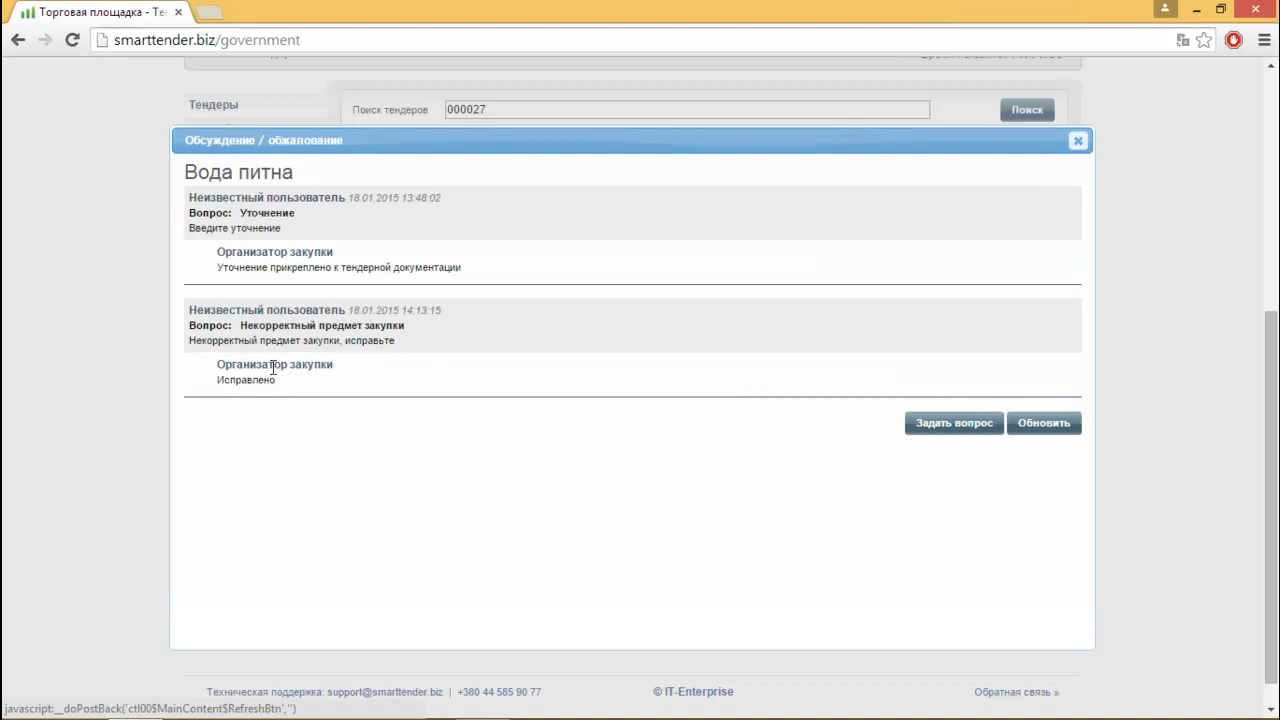 Торговая площадка - Те
smarttender.biz/government
Тендеры
Поиск тендеров
000027
Поиск
Обсуждение / обжалование
Вода питна
Неизвестный пользователь 18.01.2015 13:48:02
Вопрос: Уточнение
Введите уточнение
Организатор закупки
Уточнение прикреплено к тендерной документации
Неизвестный пользователь 18.01.2015 14:13:15
Вопрос: Некорректный предмет закупки
Некорректный предмет закупки, исправьте
Организатор закупки
Исправлено
Задать вопрос
Обновить
Техническая поддержка: support@smarttender.biz | +380 44 585 90 77
© IT-Enterprise
Обратная связь »
javascript:__doPostBack('ctl00$MainContent$RefreshBtn','')